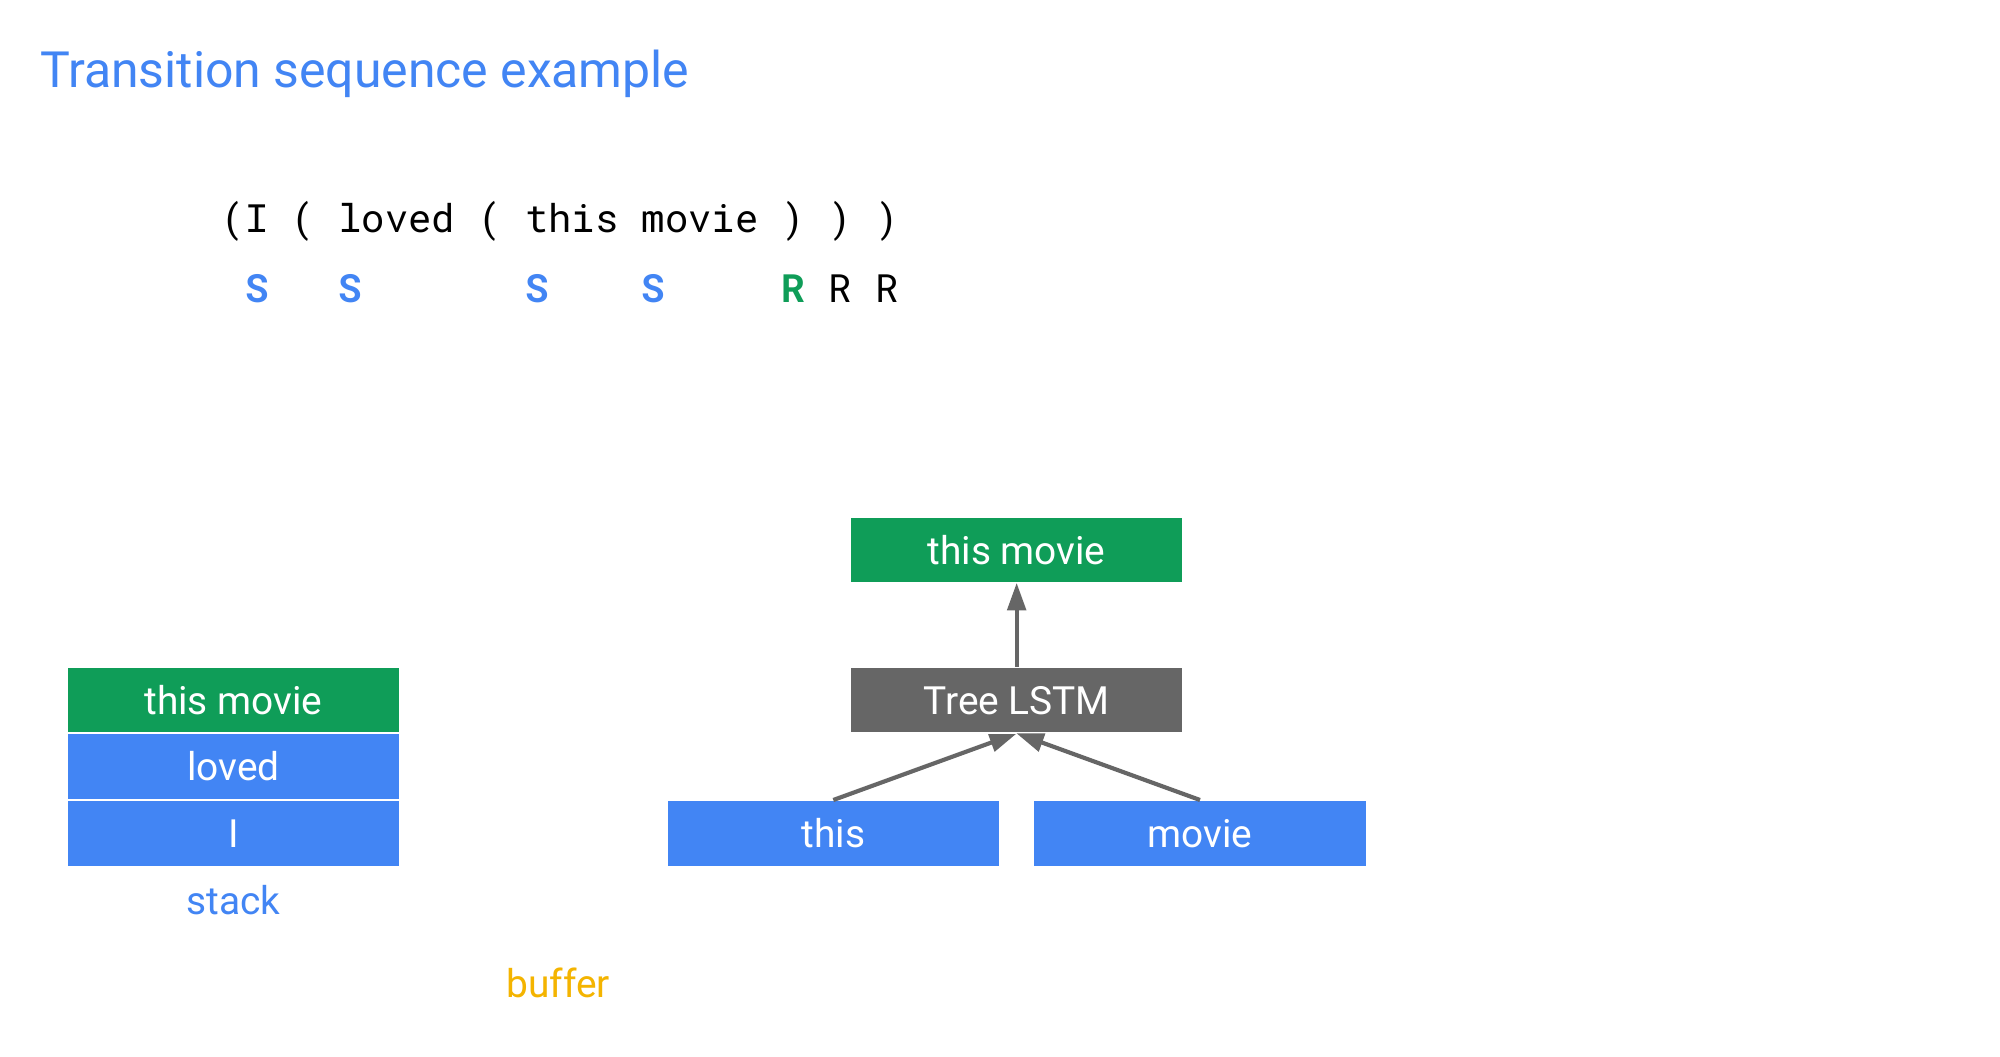 Transition sequence example
(I ( loved ( this movie ) ) )
S S S S R R R
this movie
this movie
Tree LSTM
loved
I
this
movie
stack
buffer